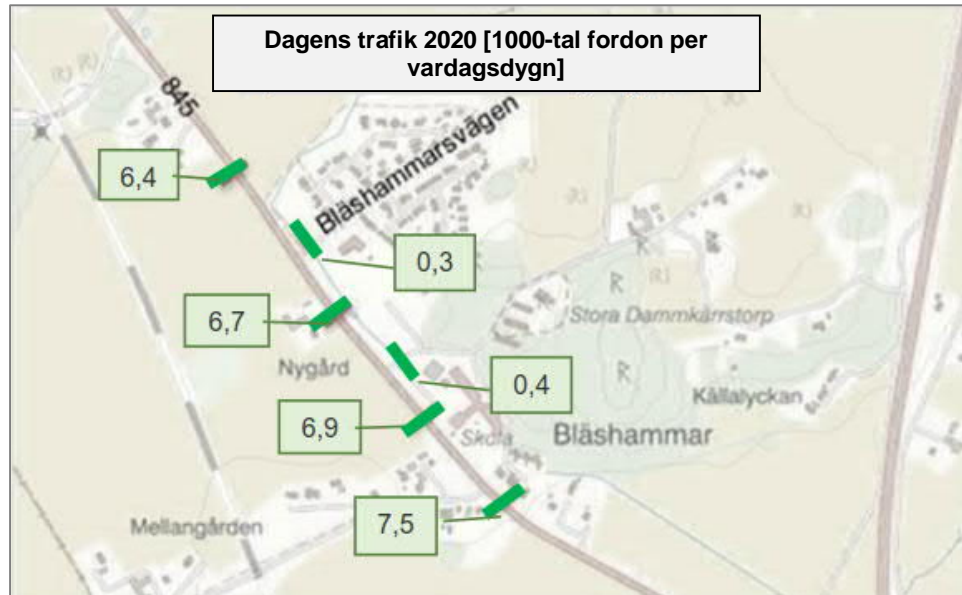 Dagens trafik 2020 [1000-tal fordon per
vardagsdygn]
845
Bläshammarsvägen
6,4
0,3
6,7
Stora Dammkärrstorp
Nygård
0,4
Källalyckan
6,9
Skola
Bläshammar
7,5
Mellangården
R
R
R
R
(R)
(R)
(R)